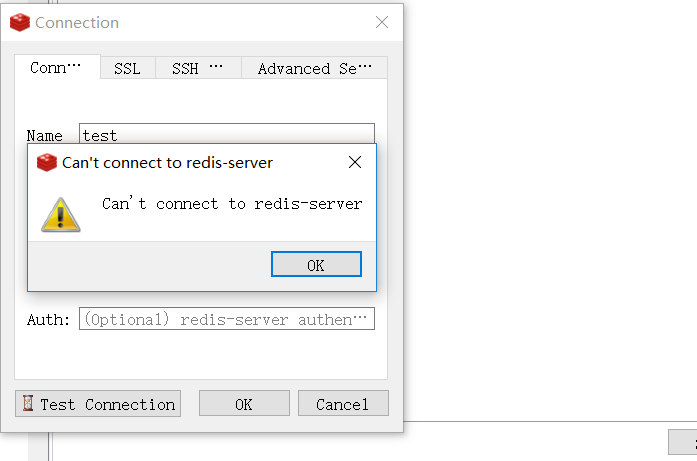 Connection
Conn···
SSL
SSH ···
Advanced Se···
Name
test
Can't connect to redis-server
Can't connect to redis-server
OK
Auth:
(Optional) redis-server authen···
Test Connection
OK
Cancel